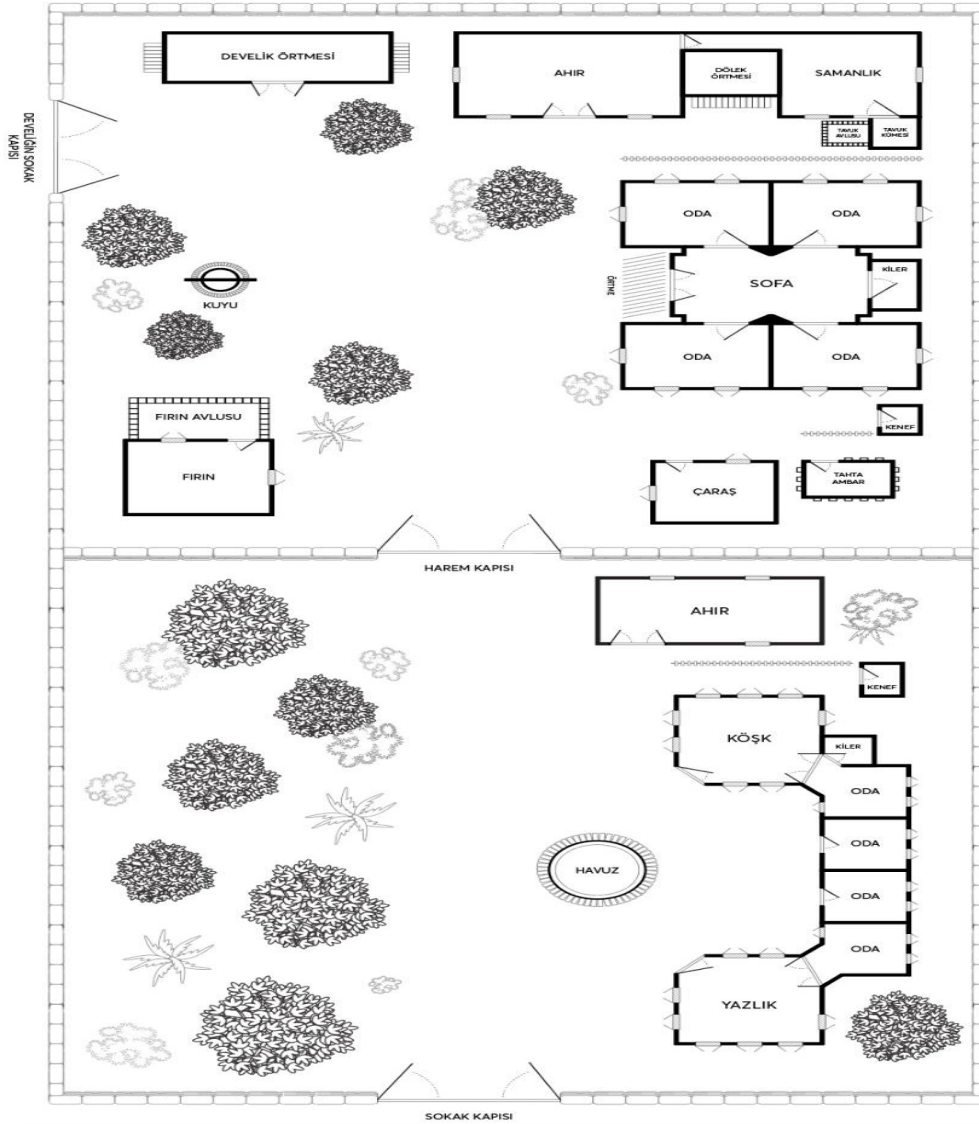 DEVELİK ÖRTMESİ
AHIR
DÖLEK
ÖRTMESİ
SAMANLIK
TAVUK
AVLUSU
TAVUK
KÜMESİ
DEVELİĞİN SOKAK
KAPISI
ODA
ODA
KUYU
ÖRTME
SOFA
KİLER
ODA
ODA
FIRIN AVLUSU
FIRIN
KENEF
ÇARAŞ
TAHTA
AMBAR
HAREM KAPISI
AHIR
KENEF
KÖŞK
KİLER
ODA
ODA
HAVUZ
ODA
ODA
YAZLIK
SOKAK KAPISI